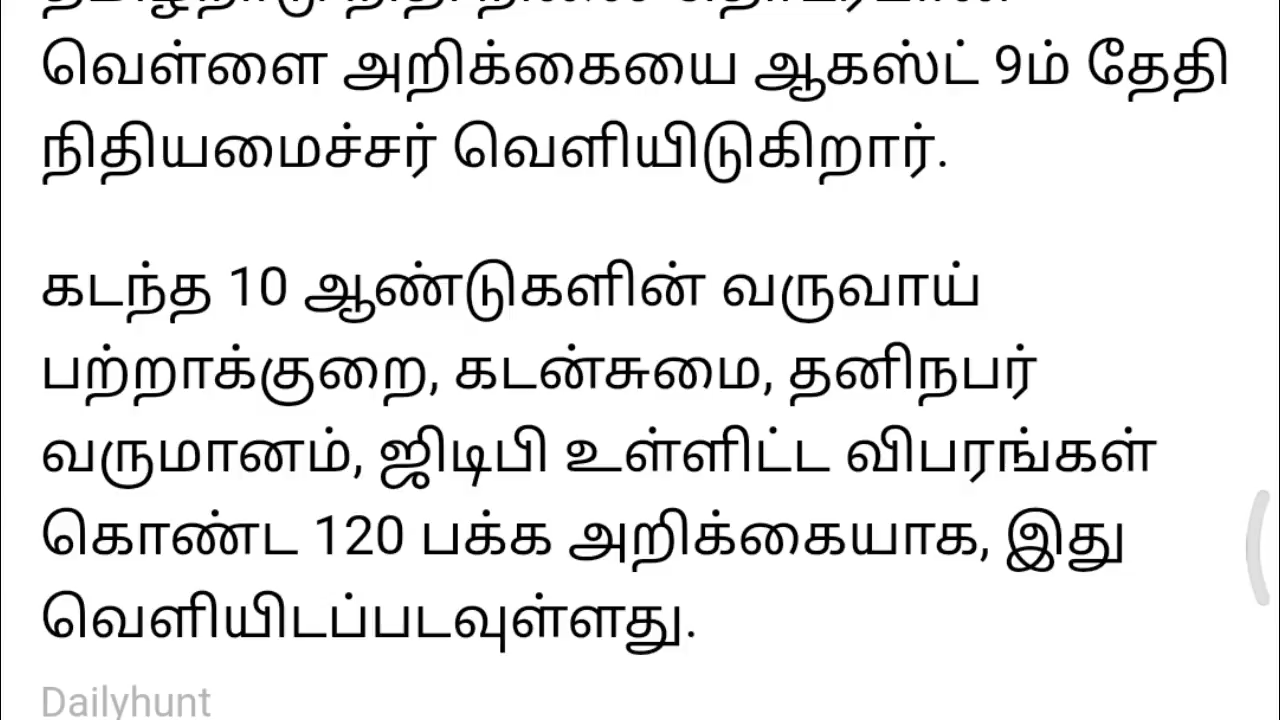 வெள்ளை அறிக்கையை ஆகஸ்ட் 9ம் தேதி
நிதியமைச்சர் வெளியிடுகிறார்.
கடந்த 10 ஆண்டுகளின் வருவாய்
பற்றாக்குறை, கடன்சுமை, தனிநபர்
வருமானம், ஜிடிபி உள்ளிட்ட விபரங்கள்
கொண்ட 120 பக்க அறிக்கையாக, இது
வெளியிடப்படவுள்ளது.
Dailyhunt